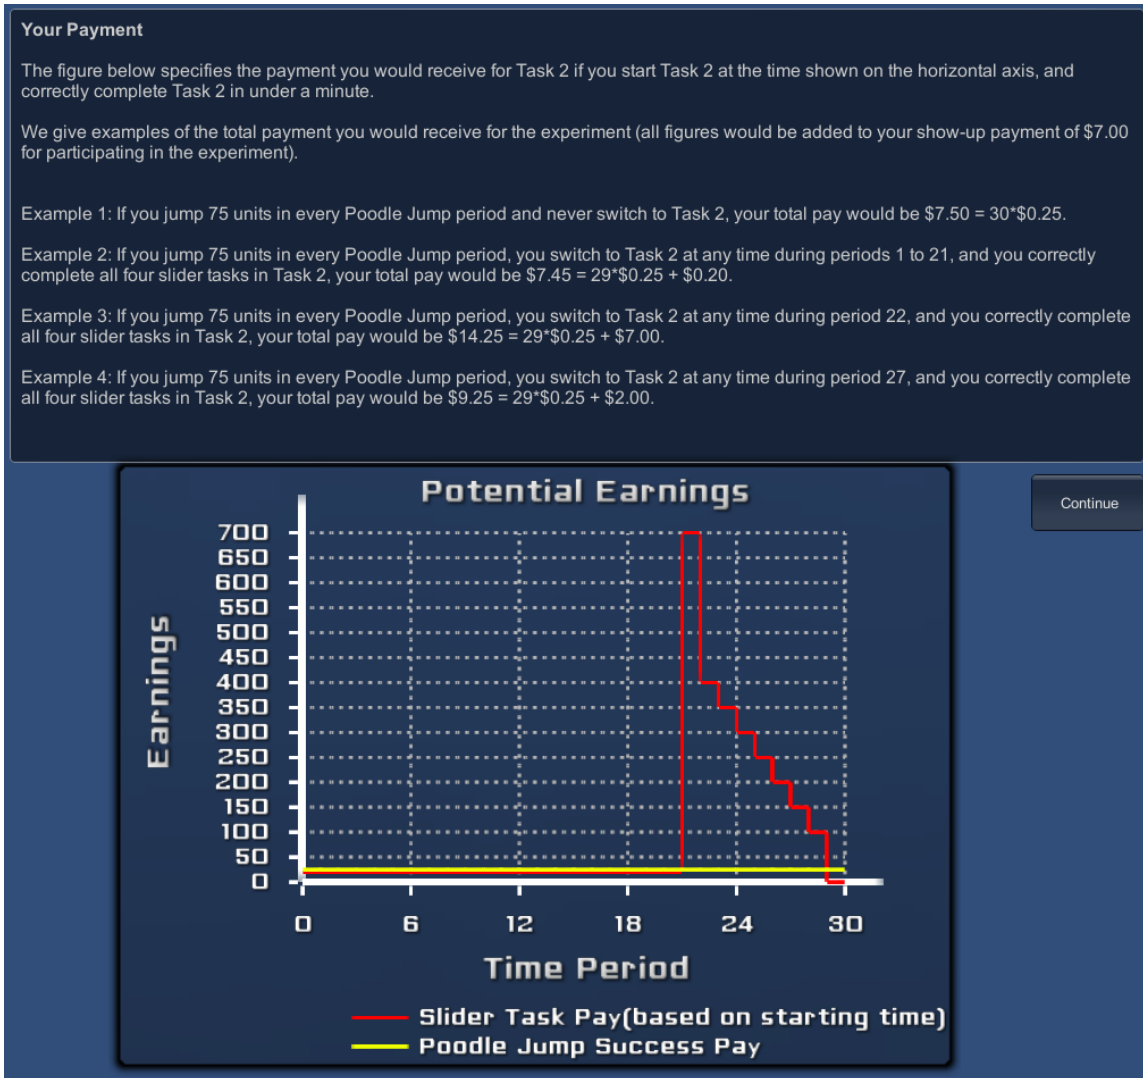 Your Payment
The figure below specifies the payment you would receive for Task 2 if you start Task 2 at the time shown on the horizontal axis, and
correctly complete Task 2 in under a minute.
We give examples of the total payment you would receive for the experiment (all figures would be added to your show-up payment of $7.00
for participating in the experiment).
Example 1: If you jump 75 units in every Poodle Jump period and never switch to Task 2, your total pay would be $7.50 = 30*$0.25.
Example 2: If you jump 75 units in every Poodle Jump period, you switch to Task 2 at any time during periods 1 to 21, and you correctly
complete all four slider tasks in Task 2, your total pay would be $7.45 = 29*$0.25 + $0.20.
Example 3: If you jump 75 units in every Poodle Jump period, you switch to Task 2 at any time during period 22, and you correctly complete
all four slider tasks in Task 2, your total pay would be $14.25 = 29*$0.25 + $7.00.
Example 4: If you jump 75 units in every Poodle Jump period, you switch to Task 2 at any time during period 27, and you correctly complete
all four slider tasks in Task 2, your total pay would be $9.25 = 29*$0.25 + $2.00.
Continue
Potential Earnings
Earnings
700
650
600
550
500
450
400
350
300
250
200
150
100
50
0
0 6 12 18 24 30
Time Period
Slider Task Pay(based on starting time)
Poodle Jump Success Pay